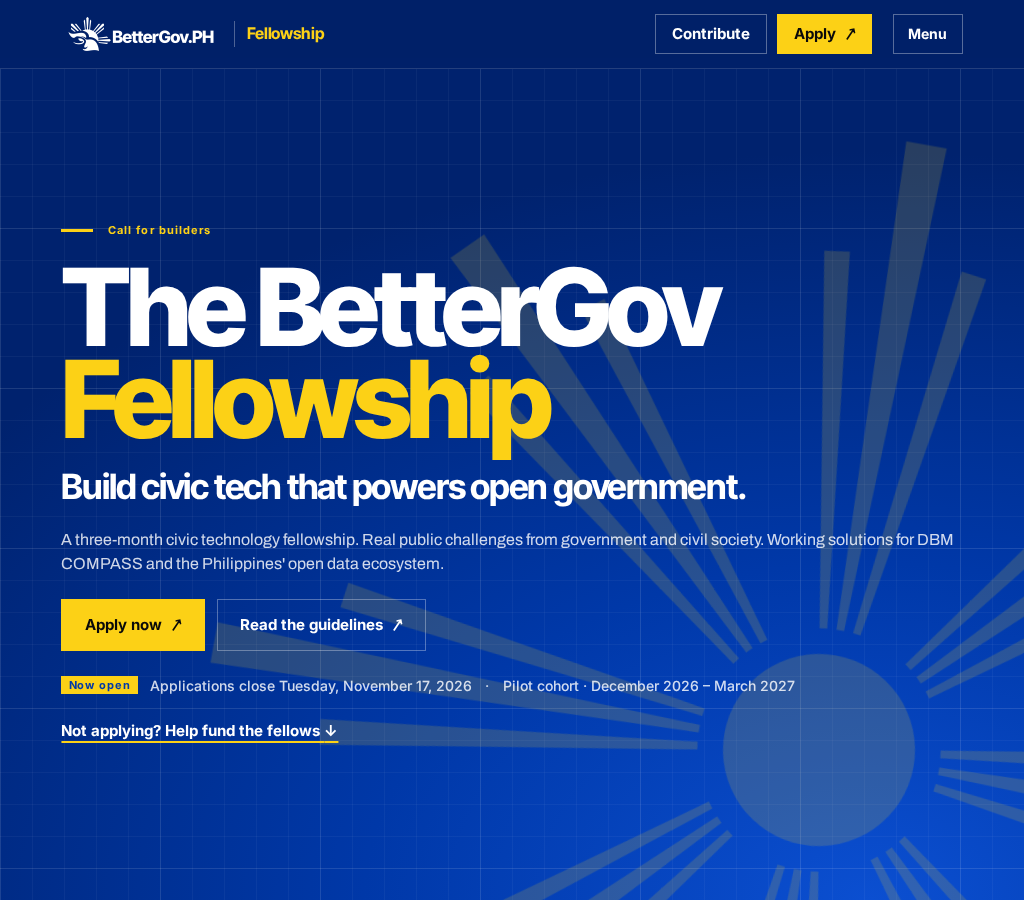 BetterGov.PH
Fellowship
Contribute
Apply ↗
Menu
Call for builders
The BetterGov
Fellowship
Build civic tech that powers open government.
A three-month civic technology fellowship. Real public challenges from government and civil society. Working solutions for DBM
COMPASS and the Philippines' open data ecosystem.
Apply now ↗
Read the guidelines ↗
Now open
Applications close Tuesday, November 17, 2026 · Pilot cohort · December 2026 – March 2027
Not applying? Help fund the fellows ↓